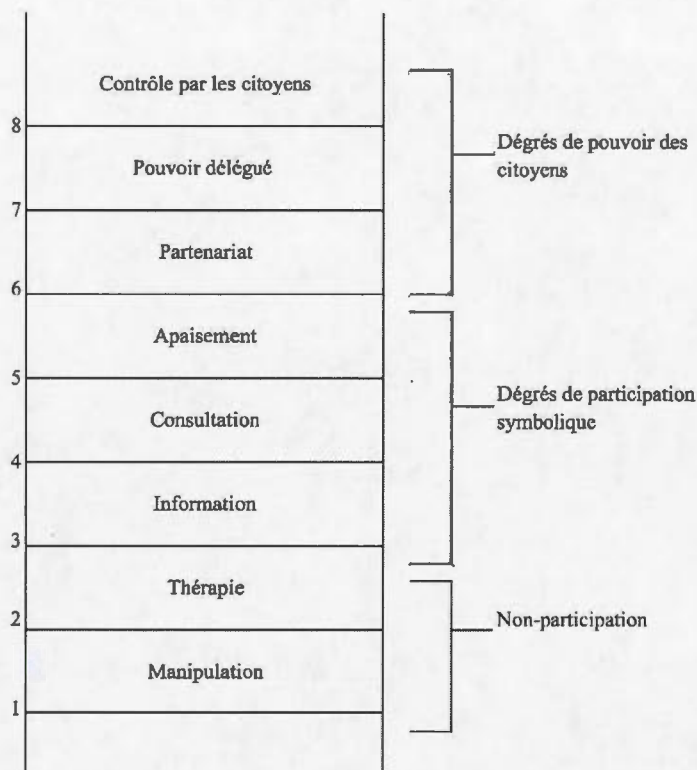 Contrôle par les citoyens
8
Pouvoir délégué
7
Partenariat
6
Apaisement
5
Consultation
4
Information
3
Thérapie
2
Manipulation
1
Dégrés de pouvoir des
citoyens
Dégrés de participation
symbolique
Non-participation